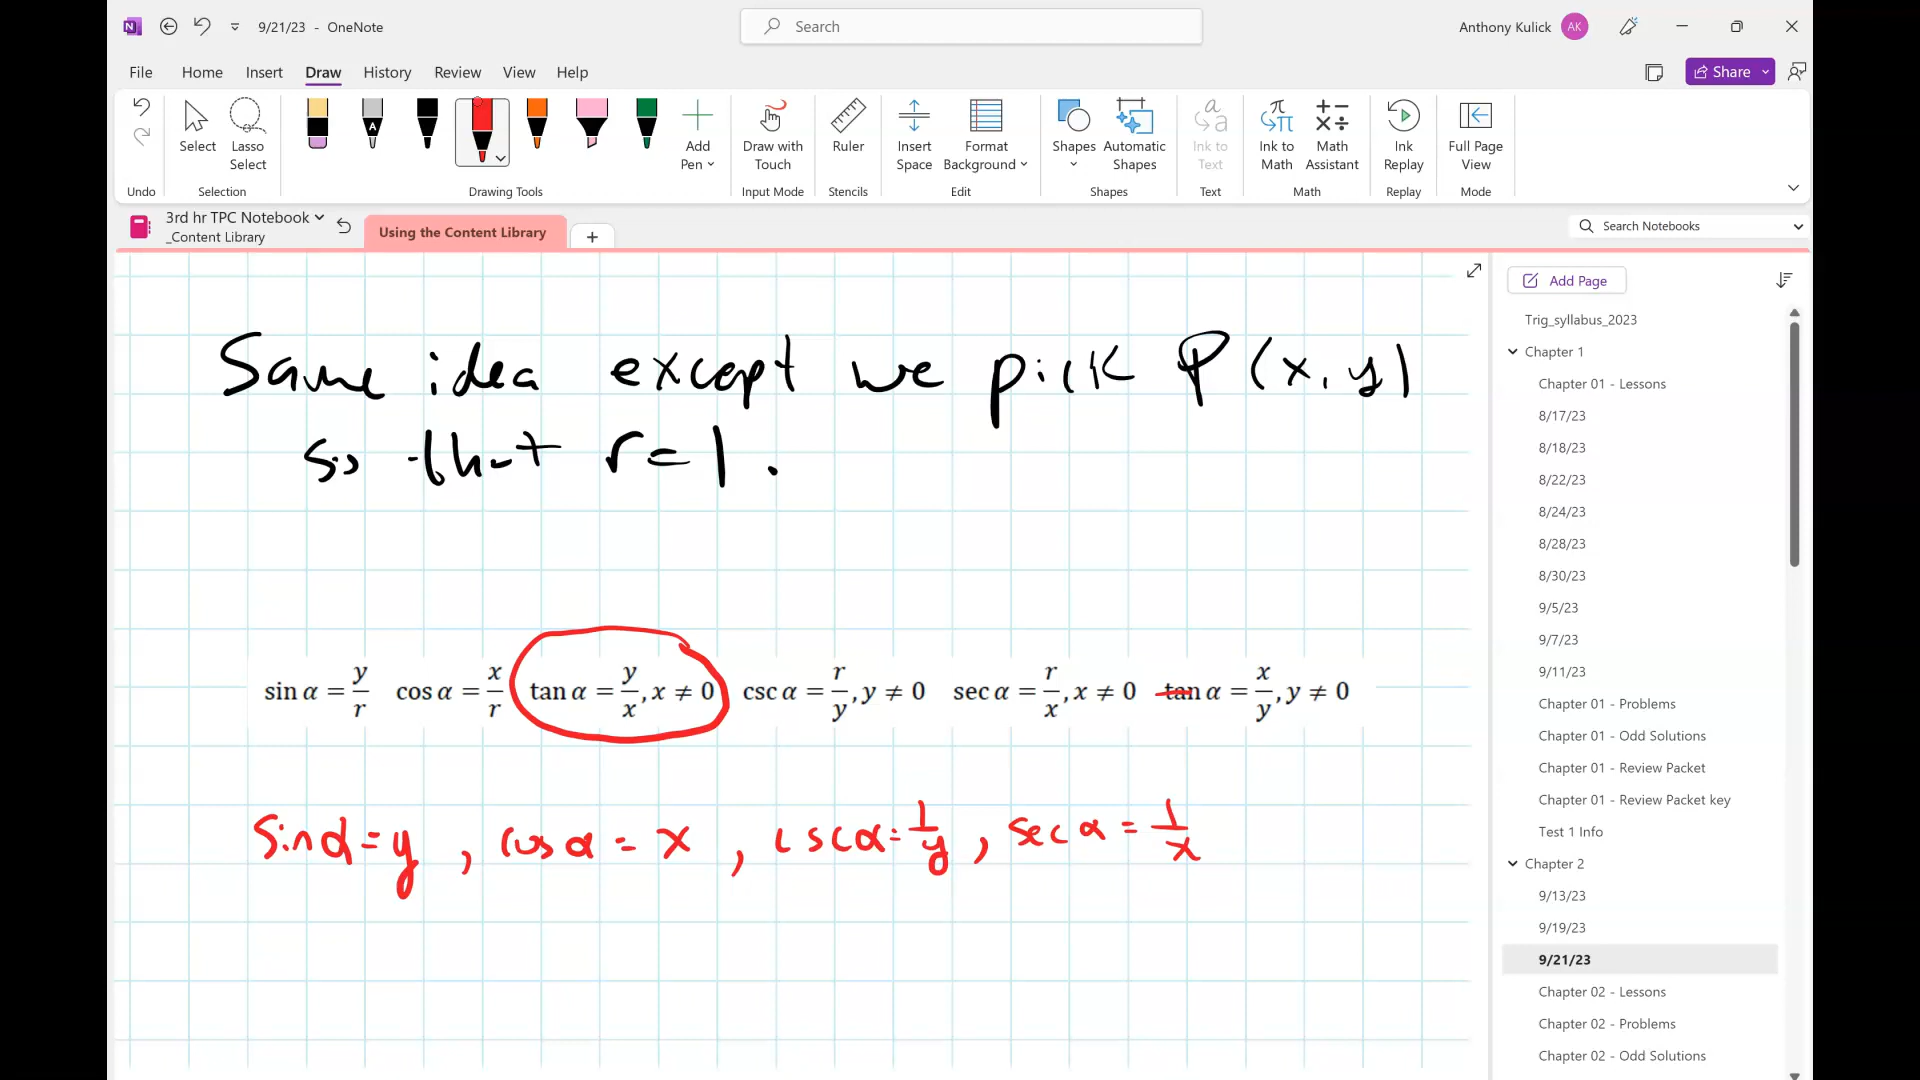 9/21/23 - OneNote
Search
Anthony Kulick
AK
File Home Insert Draw History Review View Help
Share
Undo
Select
Lasso Select
Selection
A
Drawing Tools
Add Pen
Draw with Touch
Input Mode
Ruler
Stencils
Insert Space
Format Background
Edit
Shapes
Automatic Shapes
Shapes
Ink to Text
Text
Ink to Math
Math Assistant
Math
Ink Replay
Replay
Full Page View
Mode
3rd hr TPC Notebook
_Content Library
Using the Content Library
Search Notebooks
Same idea except we pick P(x,y)
so that r=1.
sin α = y/r cos α = x/r tan α = y/x, x ≠ 0 csc α = r/y, y ≠ 0 sec α = r/x, x ≠ 0 tan α = x/y, y ≠ 0
sin α = y, cos α = x, csc α = 1/y, sec α = 1/x
Add Page
Trig_syllabus_2023
Chapter 1
Chapter 01 - Lessons
8/17/23
8/18/23
8/22/23
8/24/23
8/28/23
8/30/23
9/5/23
9/7/23
9/11/23
Chapter 01 - Problems
Chapter 01 - Odd Solutions
Chapter 01 - Review Packet
Chapter 01 - Review Packet key
Test 1 Info
Chapter 2
9/13/23
9/19/23
9/21/23
Chapter 02 - Lessons
Chapter 02 - Problems
Chapter 02 - Odd Solutions